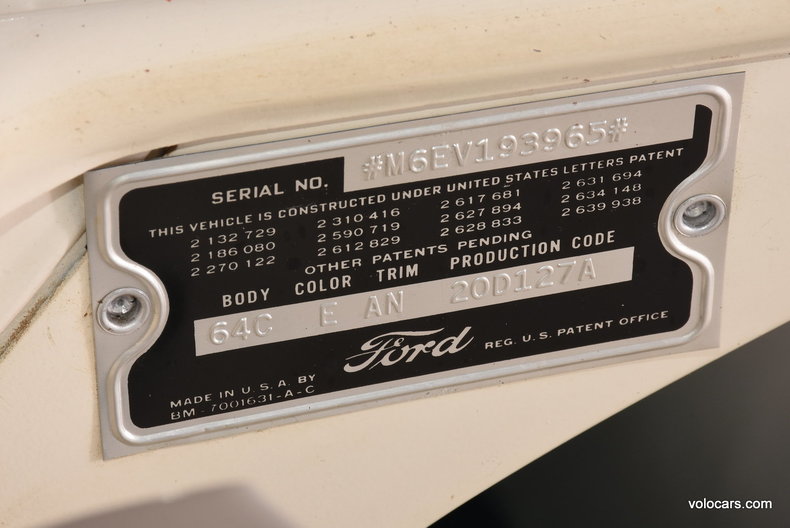 SERIAL NO. #M6EV193965#
THIS VEHICLE IS CONSTRUCTED UNDER UNITED STATES LETTERS PATENT
2 132 729 2 310 416 2 617 681 2 631 694
2 186 080 2 590 719 2 627 894 2 634 148
2 270 122 2 612 829 2 628 833 2 639 938
OTHER PATENTS PENDING
BODY COLOR TRIM PRODUCTION CODE
64C E AN 20D127A
Ford REG. U.S. PATENT OFFICE
MADE IN U.S.A. BY
BM-7001631-A-C
volocars.com